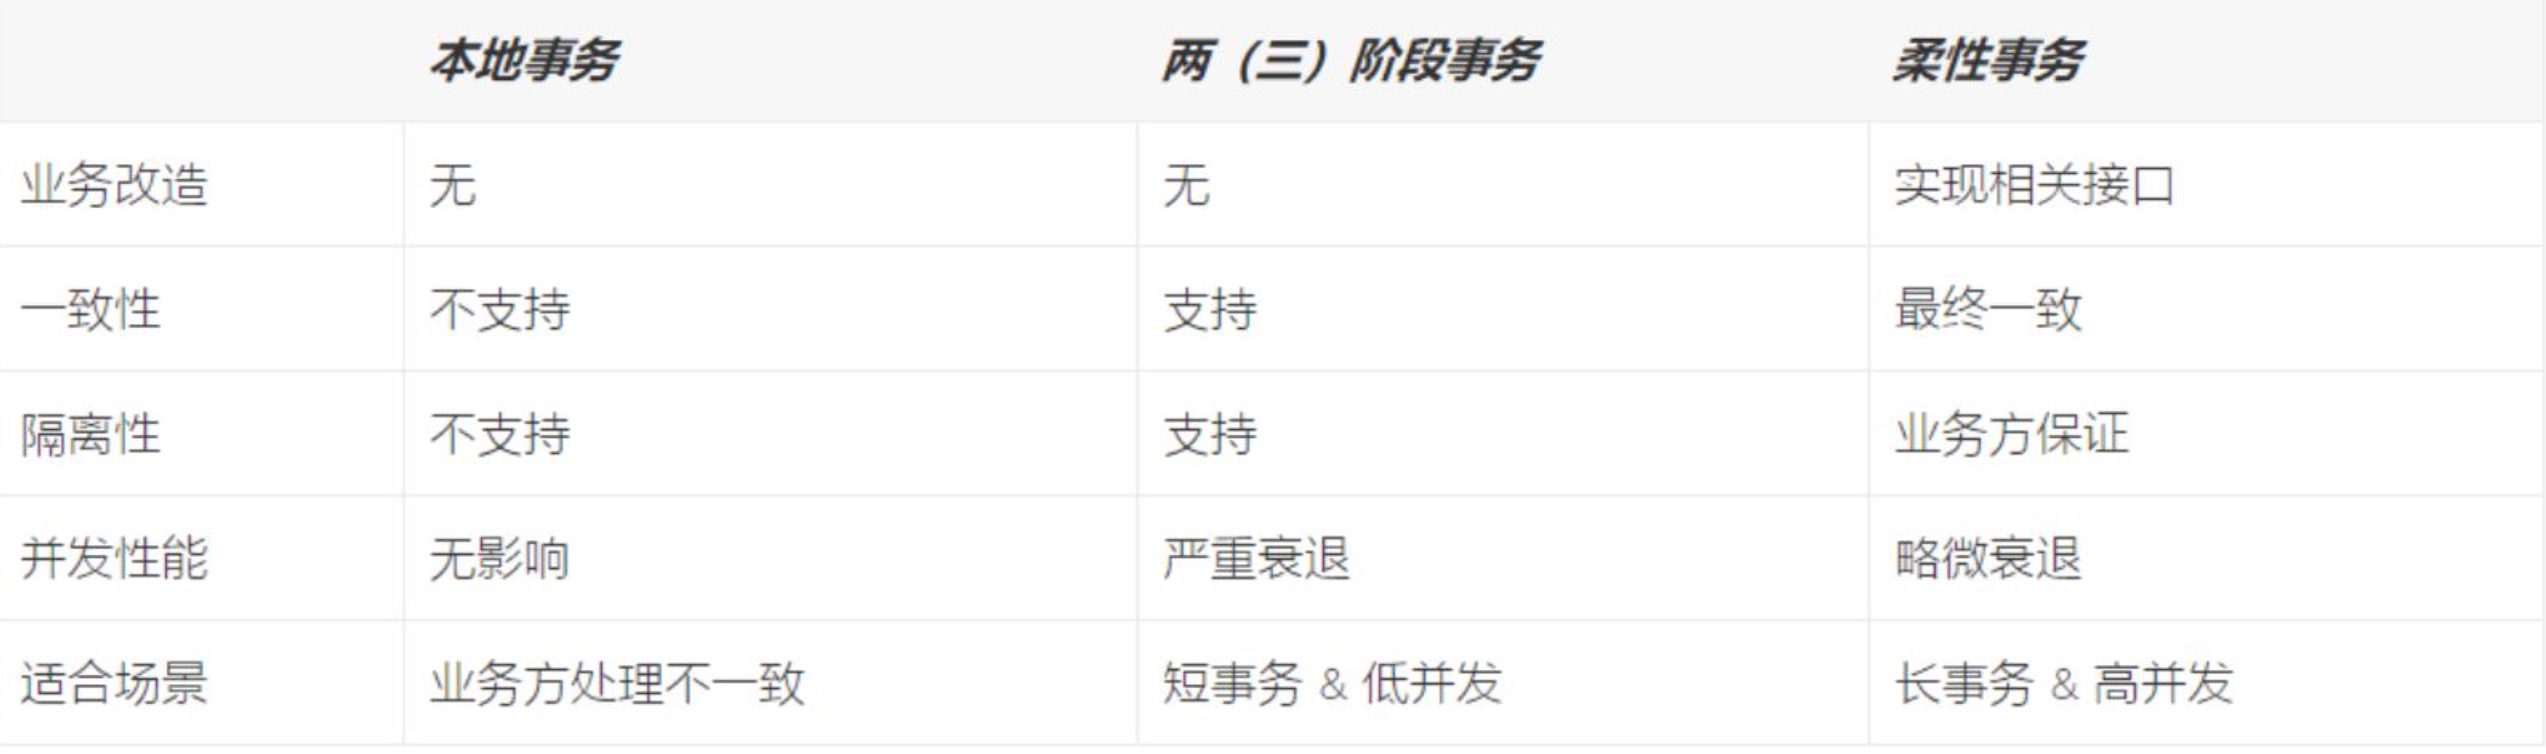 本地事务 两（三）阶段事务 柔性事务
业务改造 无 无 实现相关接口
一致性 不支持 支持 最终一致
隔离性 不支持 支持 业务方保证
并发性能 无影响 严重衰退 略微衰退
适合场景 业务方处理不一致 短事务 & 低并发 长事务 & 高并发